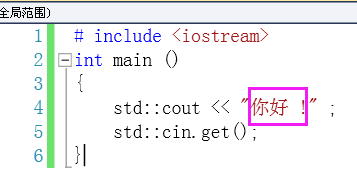 全局范围)
1 # include <iostream>
2 int main ()
3 {
4 std::cout << "你好 !" ;
5 std::cin.get();
6 }